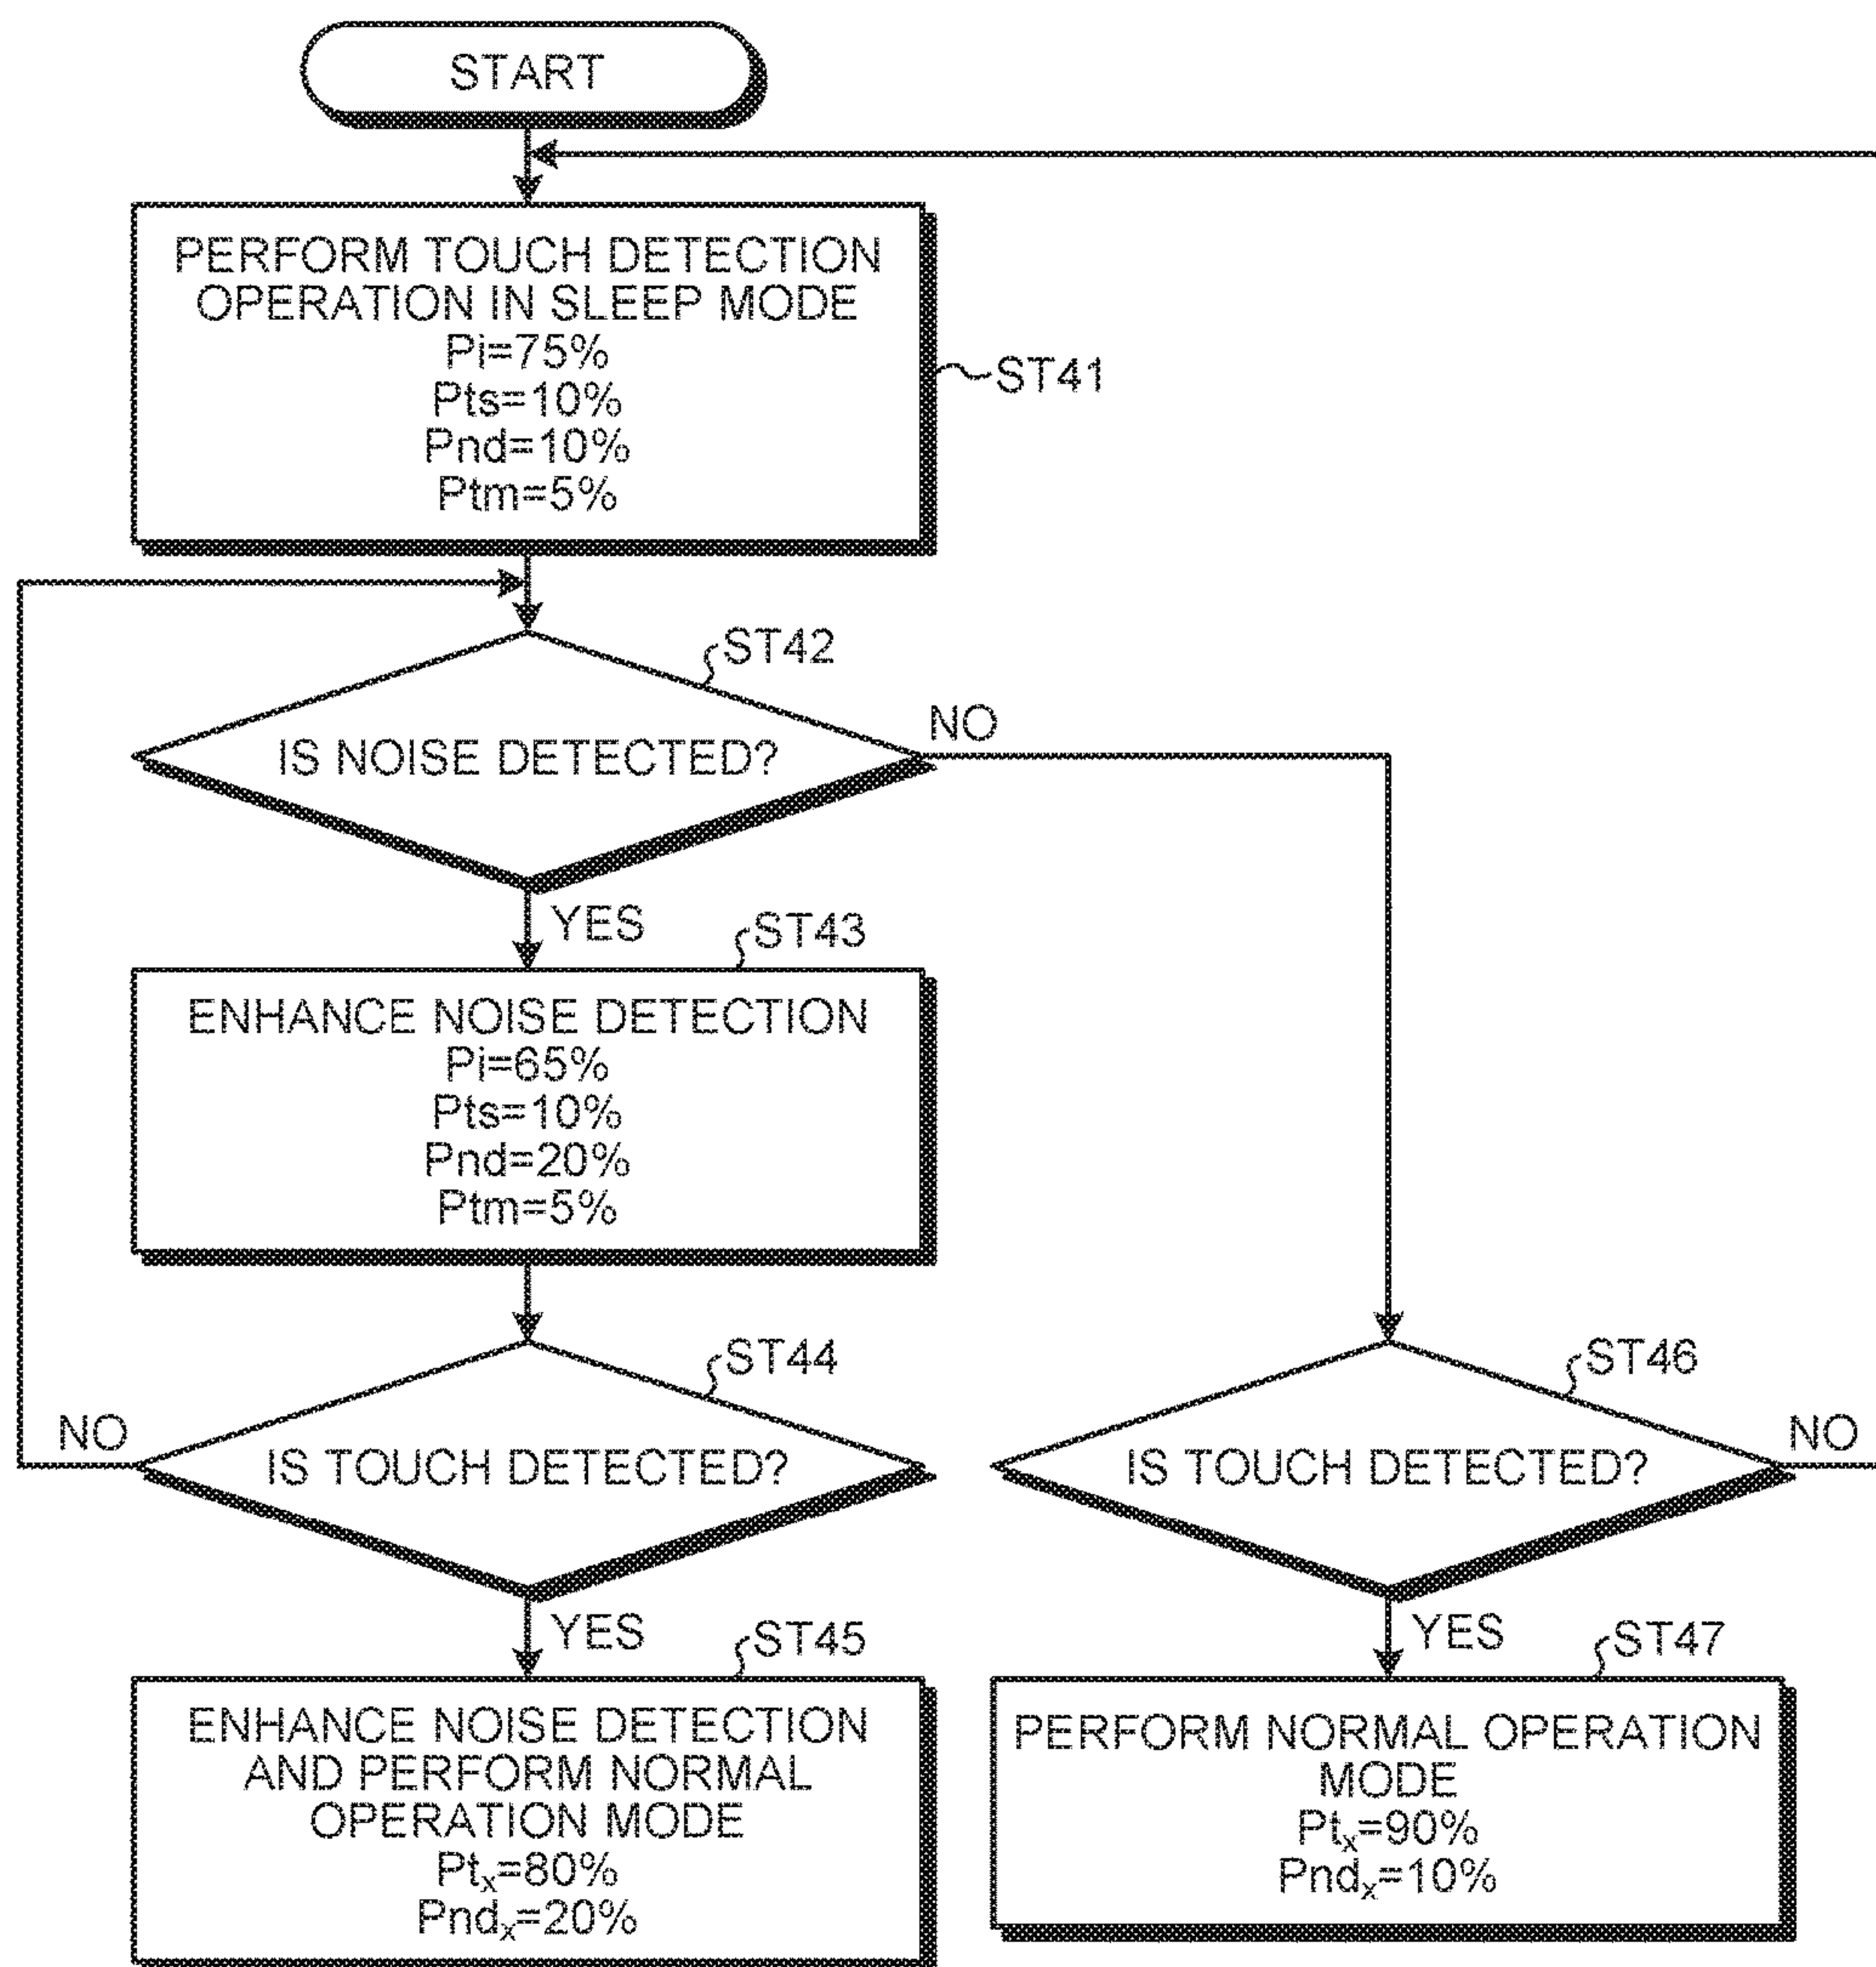 START
PERFORM TOUCH DETECTION
OPERATION IN SLEEP MODE
Pi=75%
Pts=10%
Pnd=10%
Ptm=5%
ST41
ST42
IS NOISE DETECTED?
NO
YES
ST43
ENHANCE NOISE DETECTION
Pi=65%
Pts=10%
Pnd=20%
Ptm=5%
ST44
IS TOUCH DETECTED?
NO
YES
ST45
ENHANCE NOISE DETECTION
AND PERFORM NORMAL
OPERATION MODE
Ptx=80%
Pndx=20%
ST46
IS TOUCH DETECTED?
NO
YES
ST47
PERFORM NORMAL OPERATION
MODE
Ptx=90%
Pndx=10%